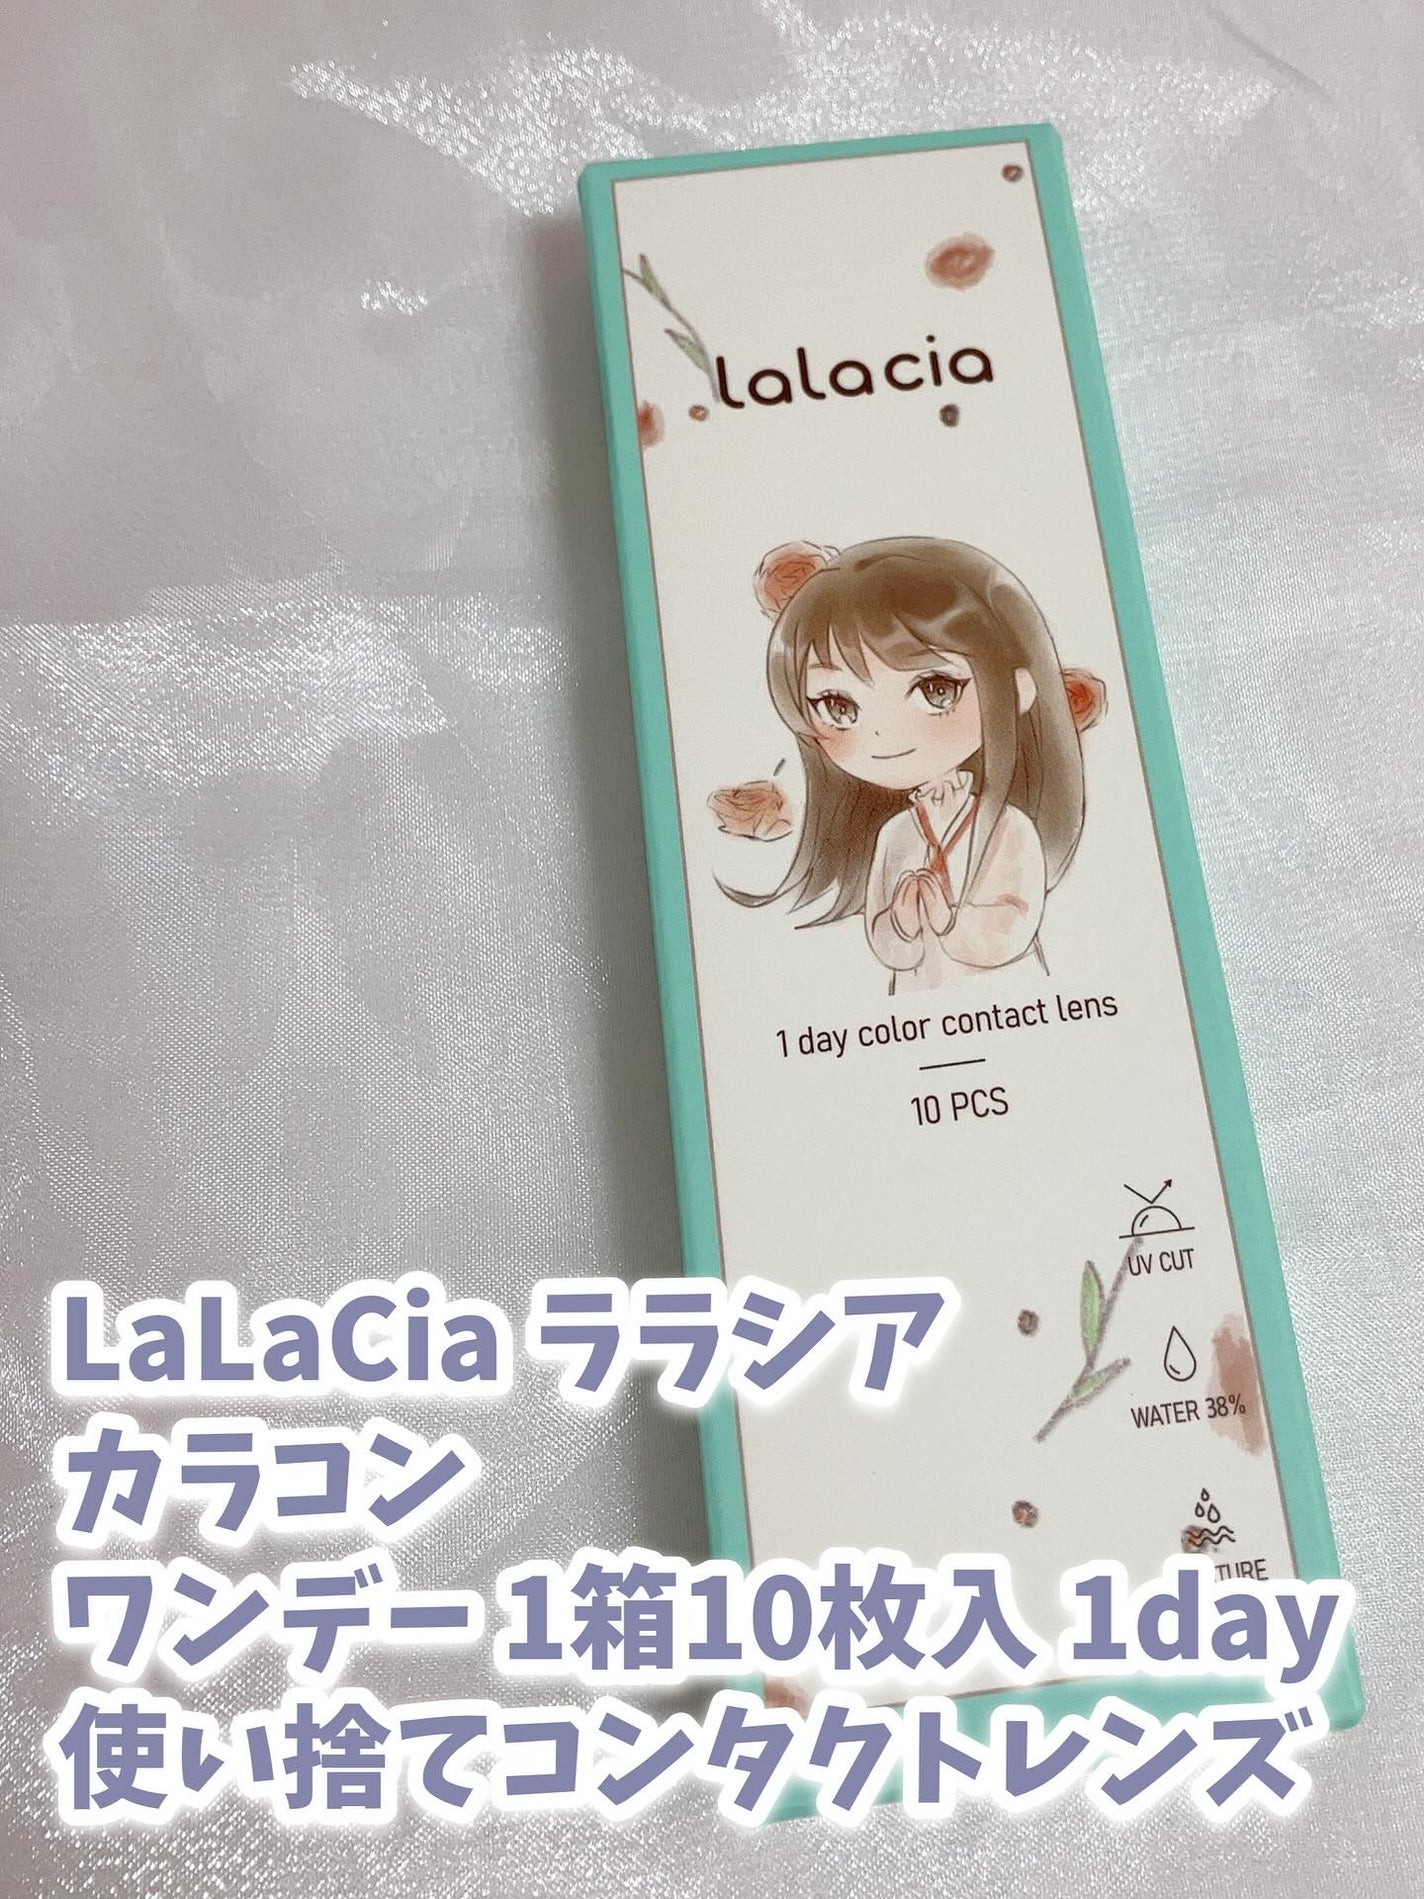 lalacia
1 day color contact lens
10 PCS
UV CUT
WATER 38%
LaLaCia ララシア
カラコン
ワンデー 1箱10枚入 1day
使い捨てコンタクトレンズ